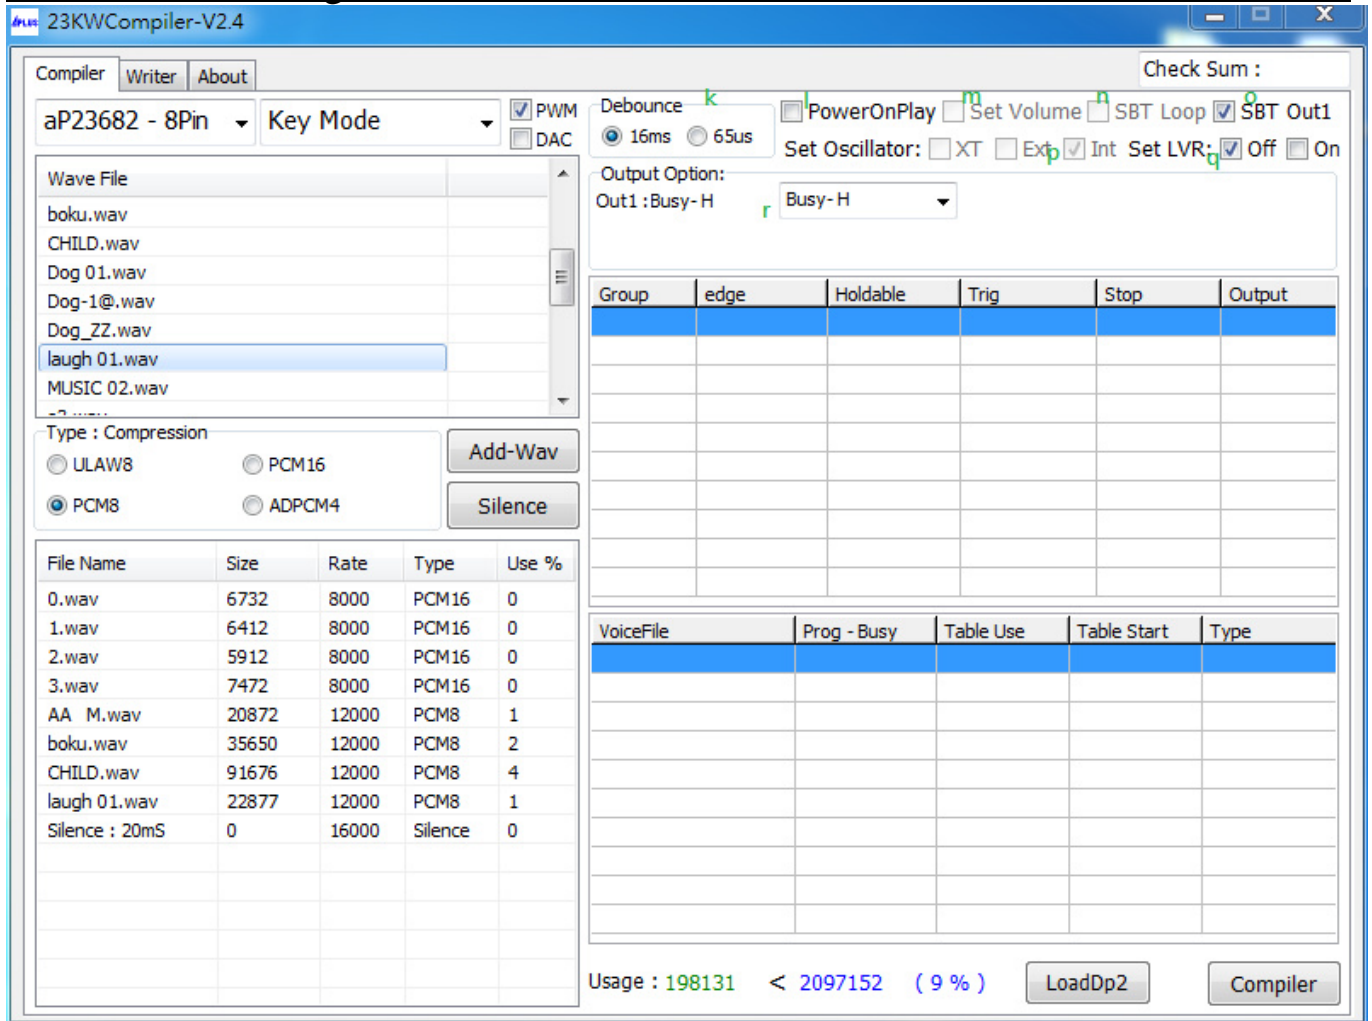 23KWCompiler-V2.4
Compiler Writer About
Check Sum :
aP23682 - 8Pin Key Mode PWM
DAC
Debounce k
16ms 65us
l PowerOnPlay m Set Volume n SBT Loop o SBT Out1
Set Oscillator: XT Ext p Int Set LVR: q Off On
Output Option:
Out1 :Busy- H r Busy- H
Wave File
boku.wav
CHILD.wav
Dog 01.wav
Dog-1@.wav
Dog_ZZ.wav
laugh 01.wav
MUSIC 02.wav
Group edge Holdable Trig Stop Output
Type : Compression
ULAW8 PCM16
PCM8 ADPCM4
Add-Wav
Silence
File Name Size Rate Type Use %
0.wav 6732 8000 PCM16 0
1.wav 6412 8000 PCM16 0
2.wav 5912 8000 PCM16 0
3.wav 7472 8000 PCM16 0
AA M.wav 20872 12000 PCM8 1
boku.wav 35650 12000 PCM8 2
CHILD.wav 91676 12000 PCM8 4
laugh 01.wav 22877 12000 PCM8 1
Silence : 20mS 0 16000 Silence 0
VoiceFile Prog - Busy Table Use Table Start Type
Usage : 198131 < 2097152 ( 9 % ) LoadDp2 Compiler